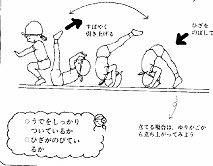 すばやく
引き上げる
ひざを
のばして
○うでをしっかり
ついているか
○ひざがのびてい
るか
立てる場合は、ゆりかごか
ら立ち上がってみよう